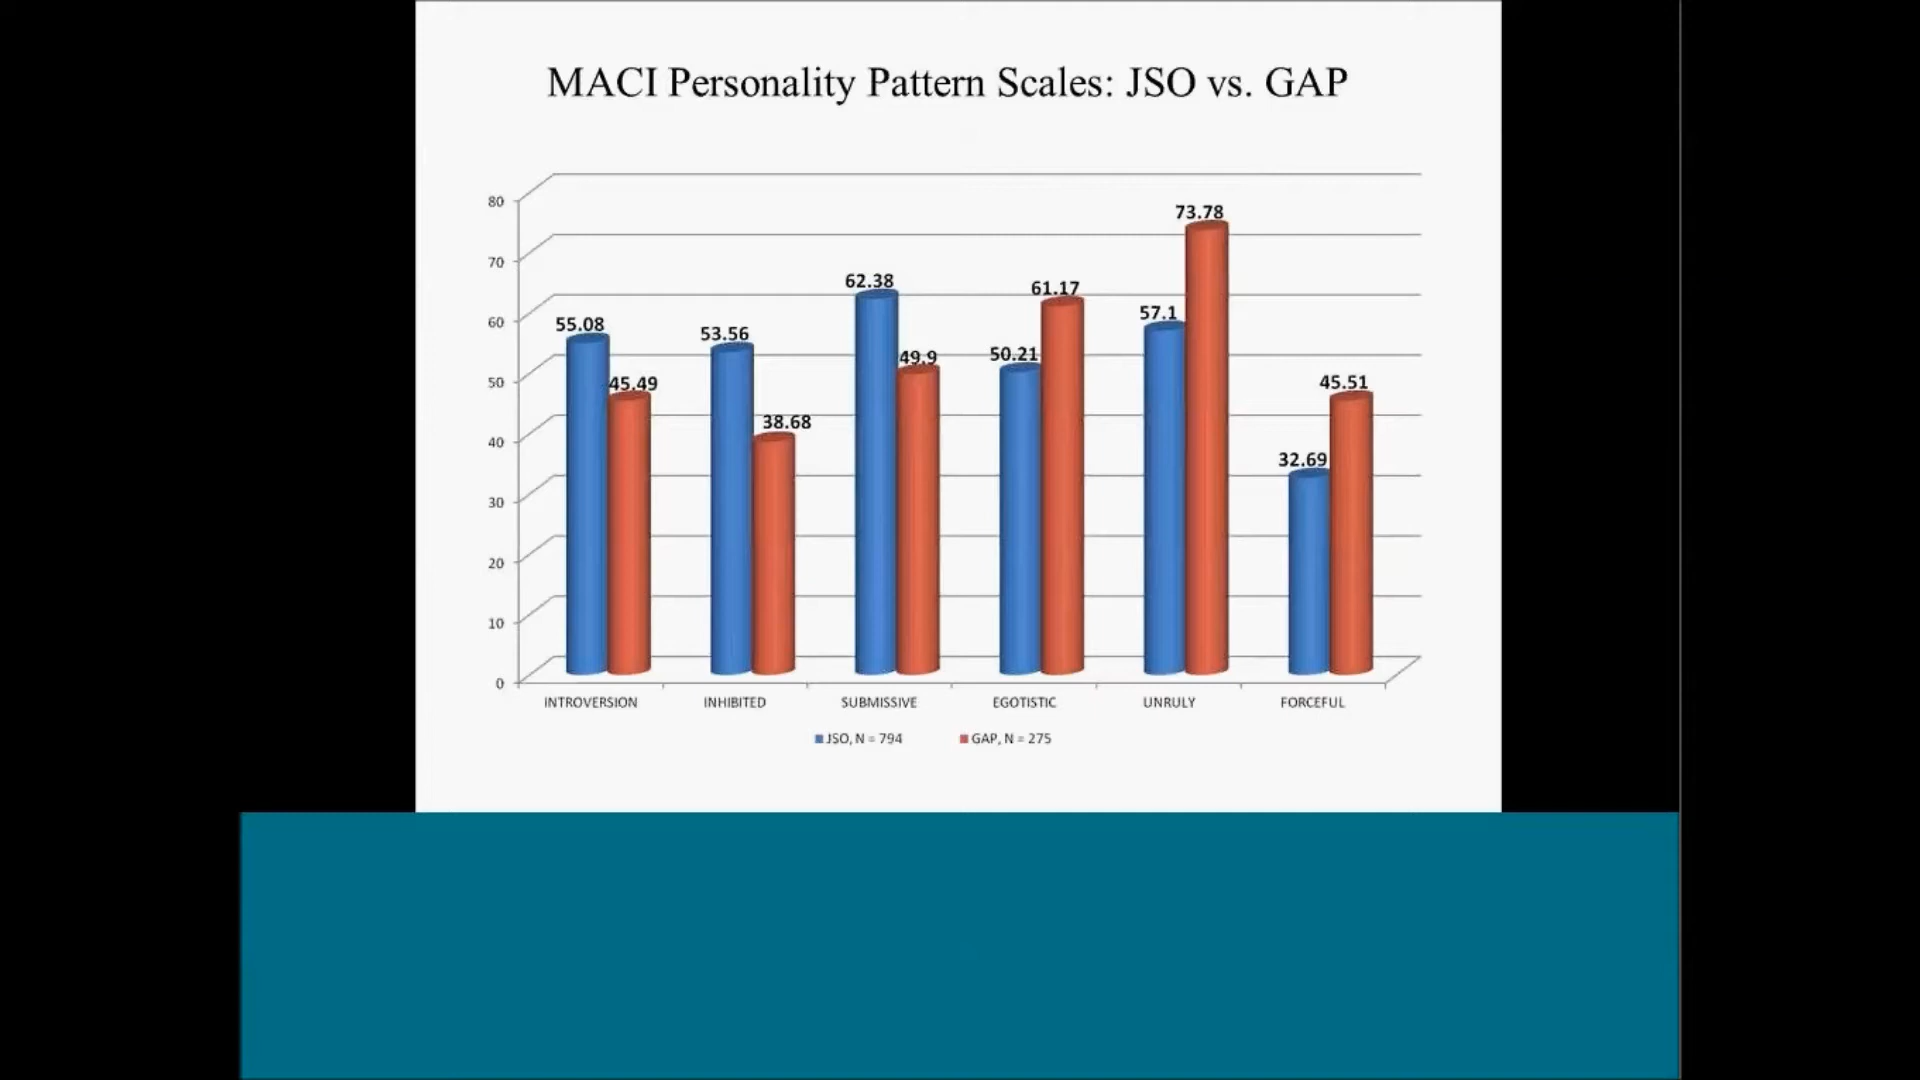 MACI Personality Pattern Scales: JSO vs. GAP
80
70
60
50
40
30
20
10
0
55.08
45.49
53.56
38.68
62.38
49.9
50.21
61.17
57.1
73.78
32.69
45.51
INTROVERSION
INHIBITED
SUBMISSIVE
EGOTISTIC
UNRULY
FORCEFUL
JSO, N = 794
GAP, N = 275